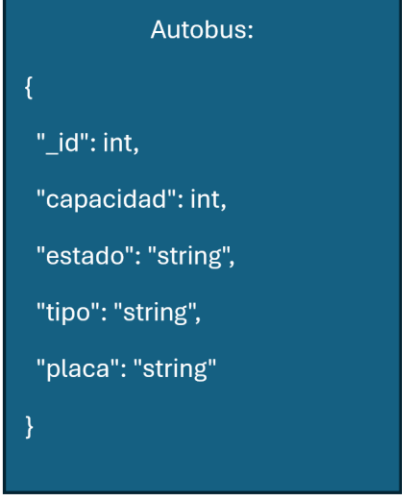 Autobus:
{
"_id": int,
"capacidad": int,
"estado": "string",
"tipo": "string",
"placa": "string"
}